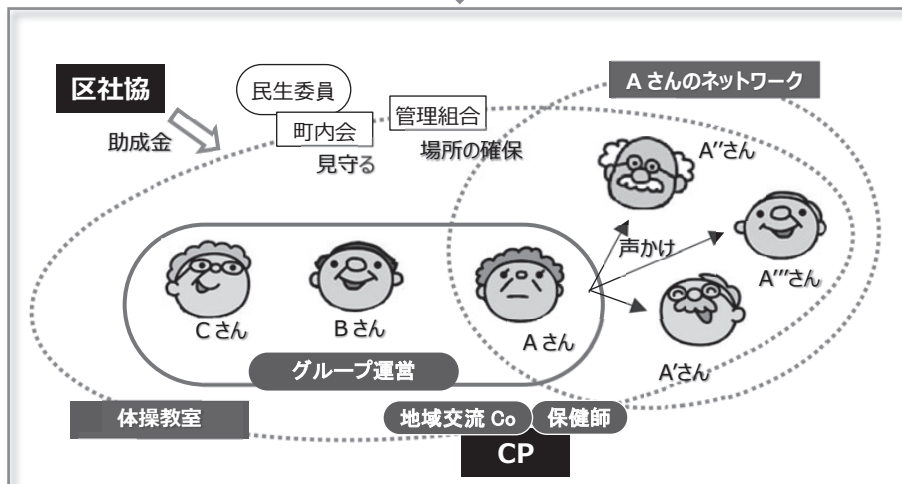 区社協
助成金
民生委員
町内会
見守る
管理組合
場所の確保
Aさんのネットワーク
A''さん
声かけ
A'''さん
A'さん
Cさん
Bさん
Aさん
グループ運営
体操教室
地域交流 Co
保健師
CP